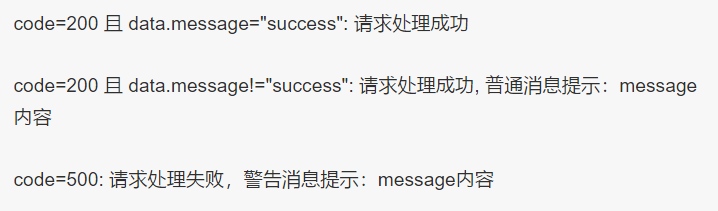 code=200 且 data.message="success": 请求处理成功
code=200 且 data.message!="success": 请求处理成功, 普通消息提示：message
内容
code=500: 请求处理失败，警告消息提示：message内容